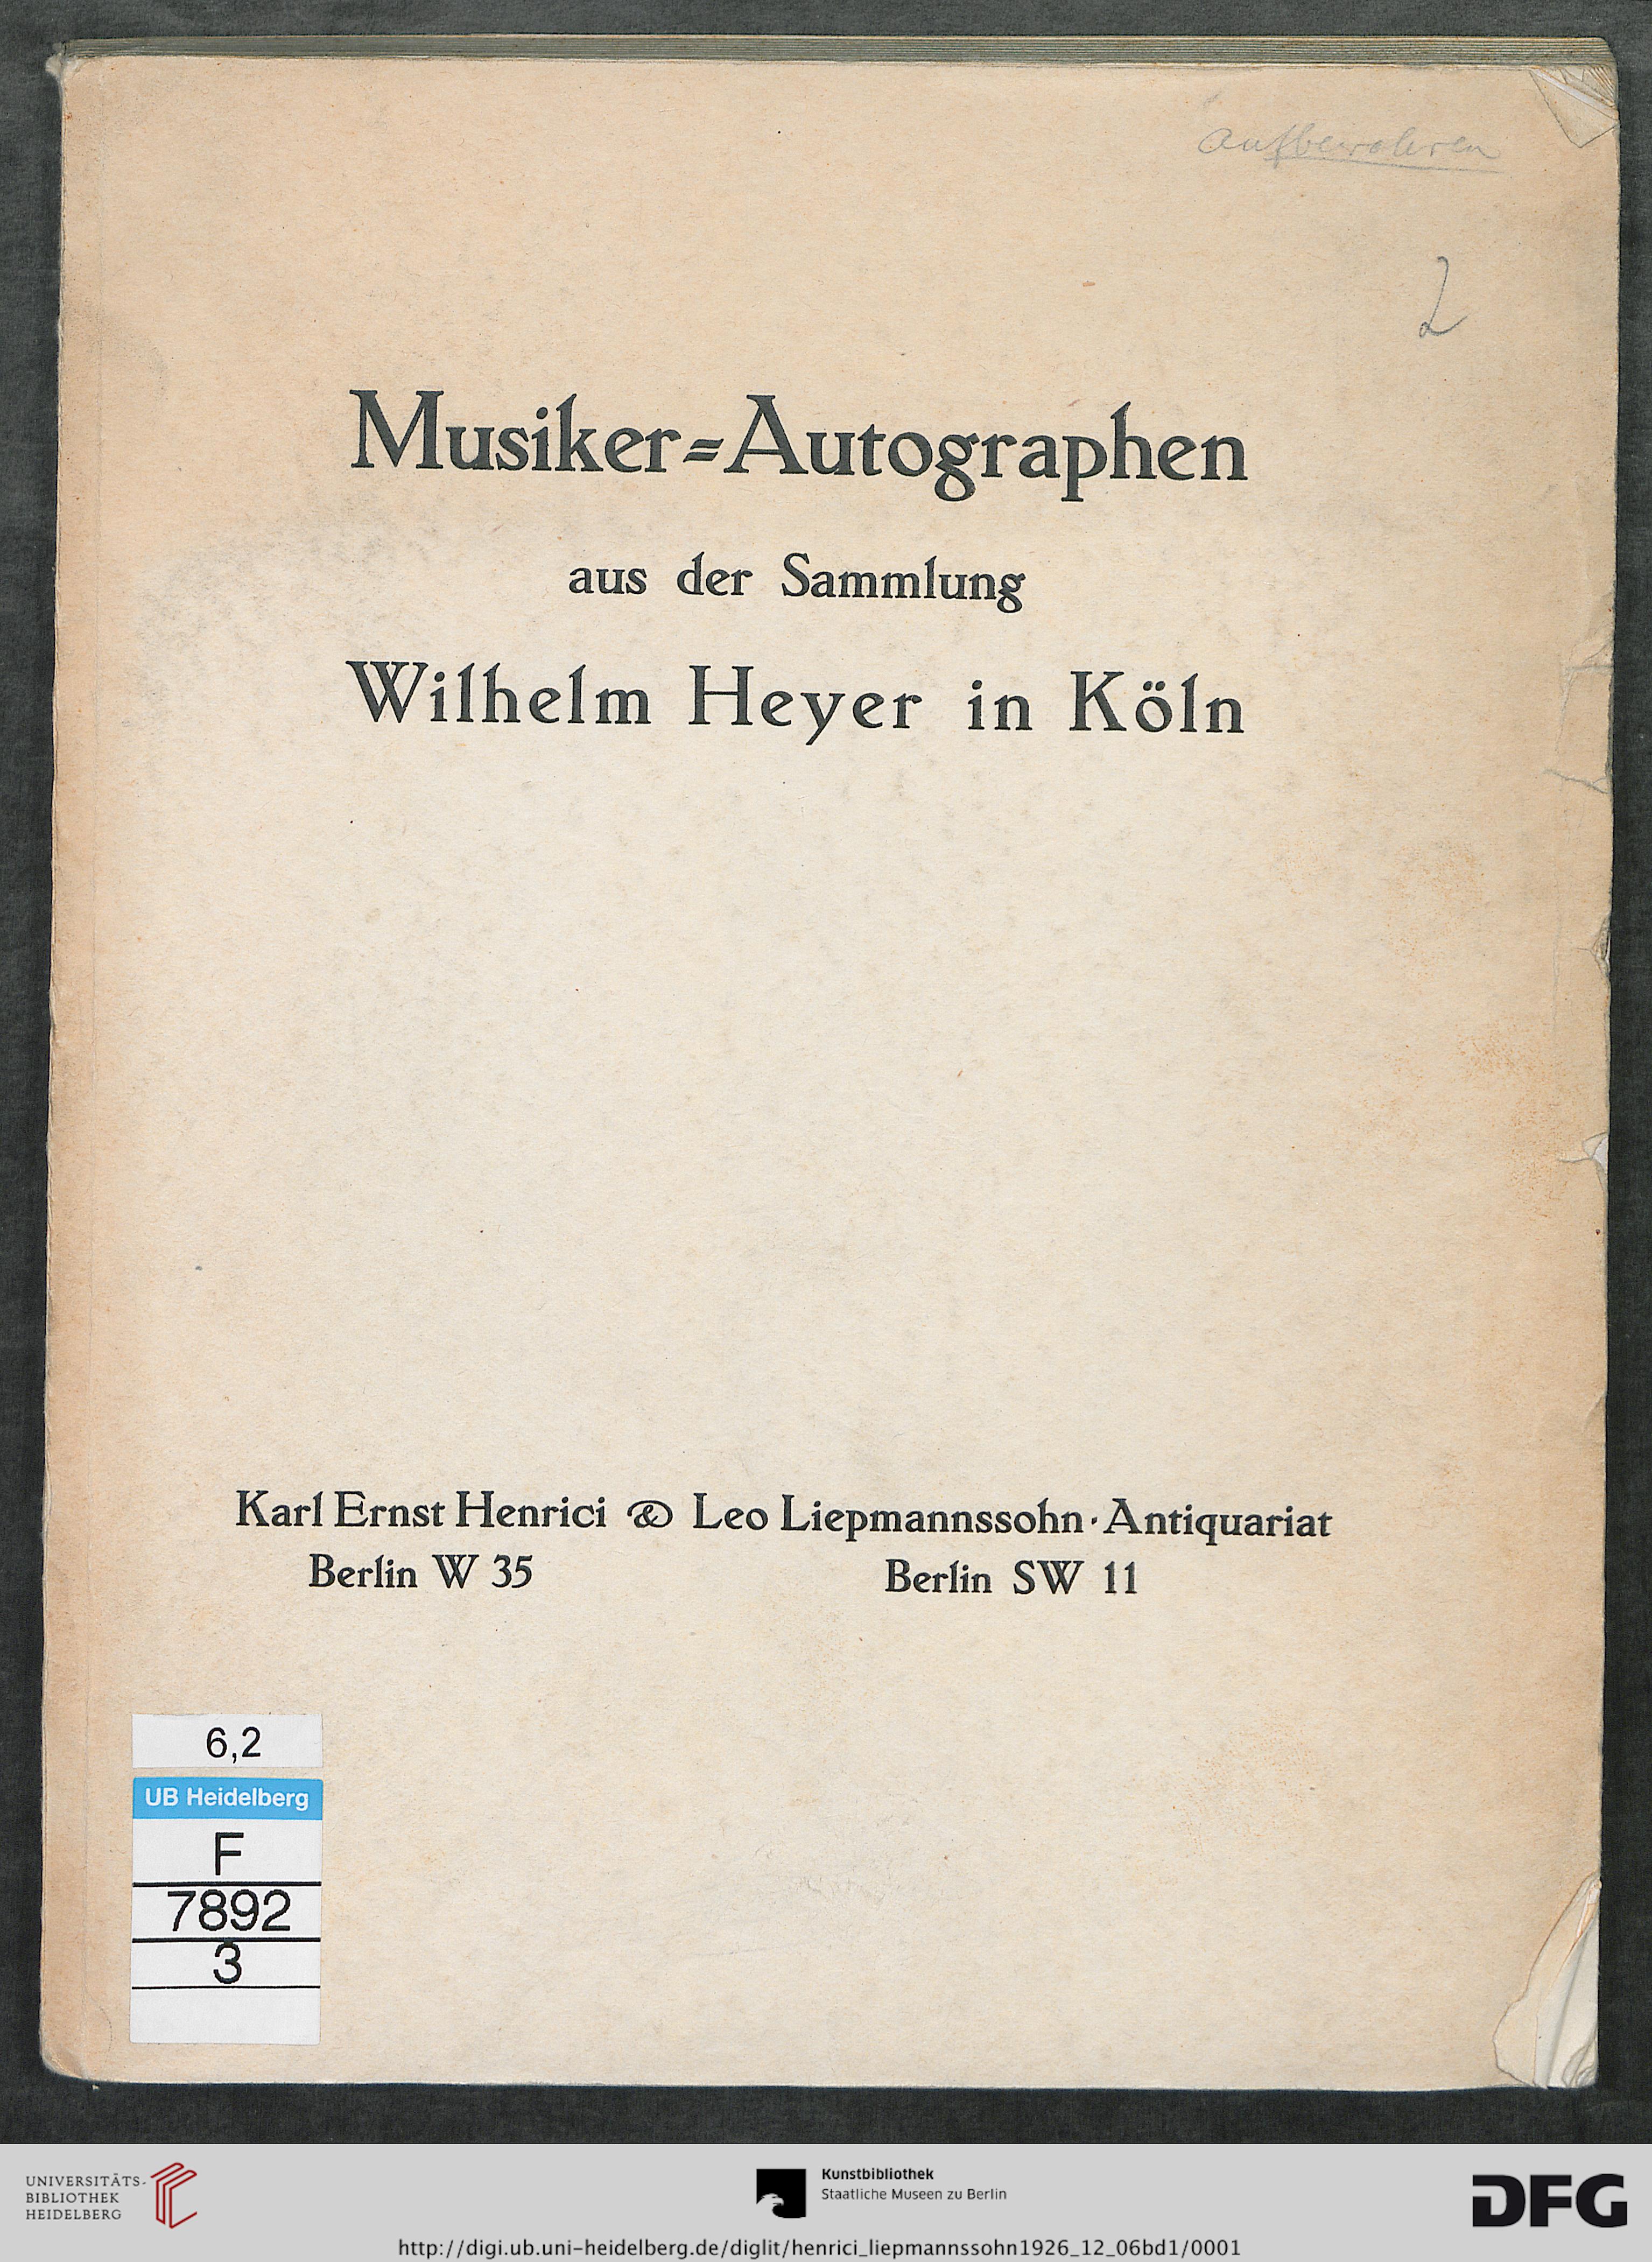 aufbewahren
2
Musiker=Autographen
aus der Sammlung
Wilhelm Heyer in Köln
Karl Ernst Henrici & Leo Liepmannssohn · Antiquariat
Berlin W 35 Berlin SW 11
6,2
UB Heidelberg
F
7892
3
UNIVERSITÄTS-
BIBLIOTHEK
HEIDELBERG
Kunstbibliothek
Staatliche Museen zu Berlin
DFG
http://digi.ub.uni-heidelberg.de/diglit/henrici_liepmannssohn1926_12_06bd1/0001